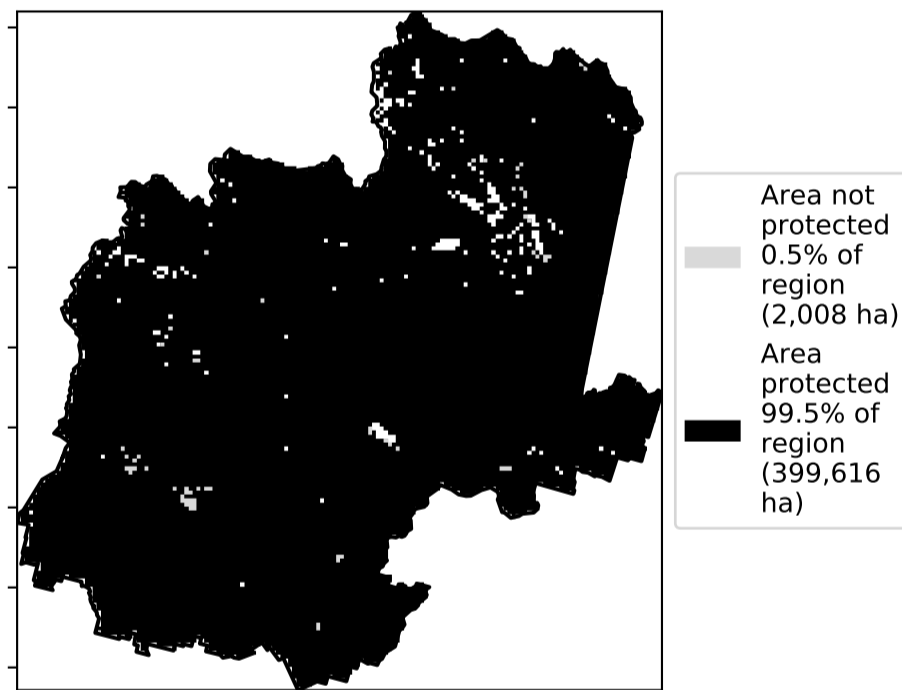 Area not
protected
0.5% of
region
(2,008 ha)
Area
protected
99.5% of
region
(399,616
ha)